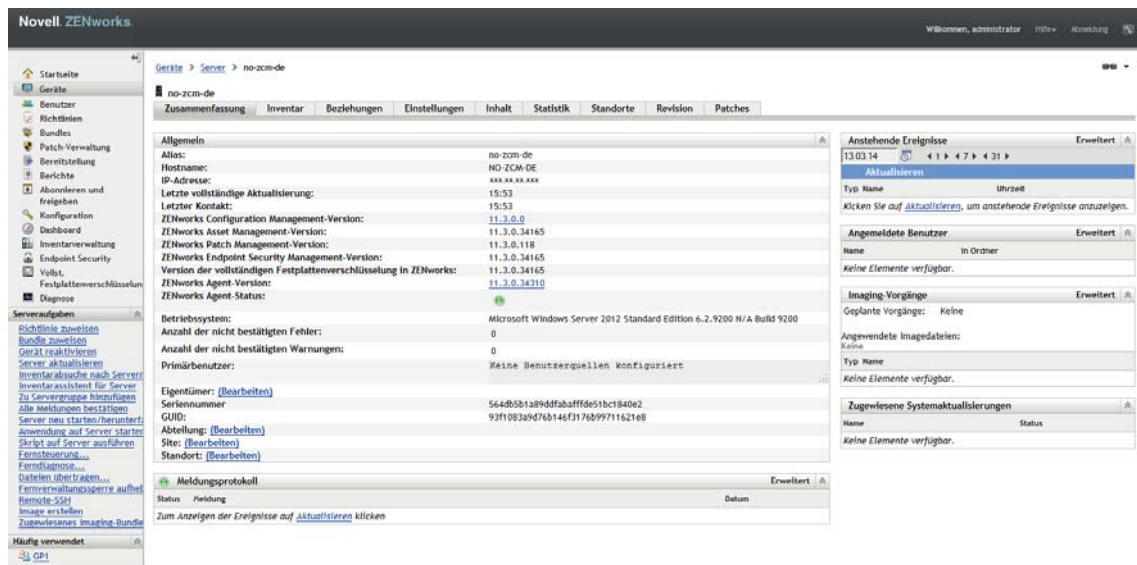 Novell ZENworks
Willkommen, administrator Hilfe Abmeldung
Startseite
Geräte
Benutzer
Richtlinien
Bundles
Patch-Verwaltung
Bereitstellung
Berichte
Abonnieren und
freigeben
Konfiguration
Dashboard
Inventarverwaltung
Endpoint Security
Vollst.
Festplattenverschlüsselun
Diagnose
Serveraufgaben
Richtlinie zuweisen
Bundle zuweisen
Gerät reaktivieren
Server aktualisieren
Inventarabsuche nach Server
Inventarassistent für Server
Zu Servergruppe hinzufügen
Alle Meldungen bestätigen
Server neu starten/herunterf
Anwendung auf Server starten
Skript auf Server ausführen
Fernsteuerung...
Ferndiagnose...
Dateien übertragen...
Fernverwaltungssperre aufheb
Remote-SSH
Image erstellen
Zugewiesenes Imaging-Bundle
Häufig verwendet
GP1
Geräte > Server > no-zcm-de
no-zcm-de
Zusammenfassung Inventar Beziehungen Einstellungen Inhalt Statistik Standorte Revision Patches
Allgemein
Alias: no-zcm-de
Hostname: NO-ZCM-DE
IP-Adresse: xxx.xx.xx.xxx
Letzte vollständige Aktualisierung: 15:53
Letzter Kontakt: 15:53
ZENworks Configuration Management-Version: 11.3.0.0
ZENworks Asset Management-Version: 11.3.0.34165
ZENworks Patch Management-Version: 11.3.0.118
ZENworks Endpoint Security Management-Version: 11.3.0.34165
Version der vollständigen Festplattenverschlüsselung in ZENworks: 11.3.0.34165
ZENworks Agent-Version: 11.3.0.34310
ZENworks Agent-Status:
Betriebssystem: Microsoft Windows Server 2012 Standard Edition 6.2.9200 N/A Build 9200
Anzahl der nicht bestätigten Fehler: 0
Anzahl der nicht bestätigten Warnungen: 0
Primärbenutzer: Keine Benutzerquellen konfiguriert
Eigentümer: (Bearbeiten)
Seriennummer 564db5b1a89ddfabafffde51bc1840e2
GUID: 93f1083a9d76b146f3176b99711621e8
Abteilung: (Bearbeiten)
Site: (Bearbeiten)
Standort: (Bearbeiten)
Meldungsprotokoll Erweitert
Status Meldung Datum
Zum Anzeigen der Ereignisse auf Aktualisieren klicken
Anstehende Ereignisse Erweitert
13.03.14 1 7 31
Aktualisieren
Typ Name Uhrzeit
Klicken Sie auf Aktualisieren, um anstehende Ereignisse anzuzeigen.
Angemeldete Benutzer Erweitert
Name In Ordner
Keine Elemente verfügbar.
Imaging-Vorgänge Erweitert
Geplante Vorgänge: Keine
Angewendete Imagedateien:
Keine
Typ Name
Keine Elemente verfügbar.
Zugewiesene Systemaktualisierungen
Name Status
Keine Elemente verfügbar.